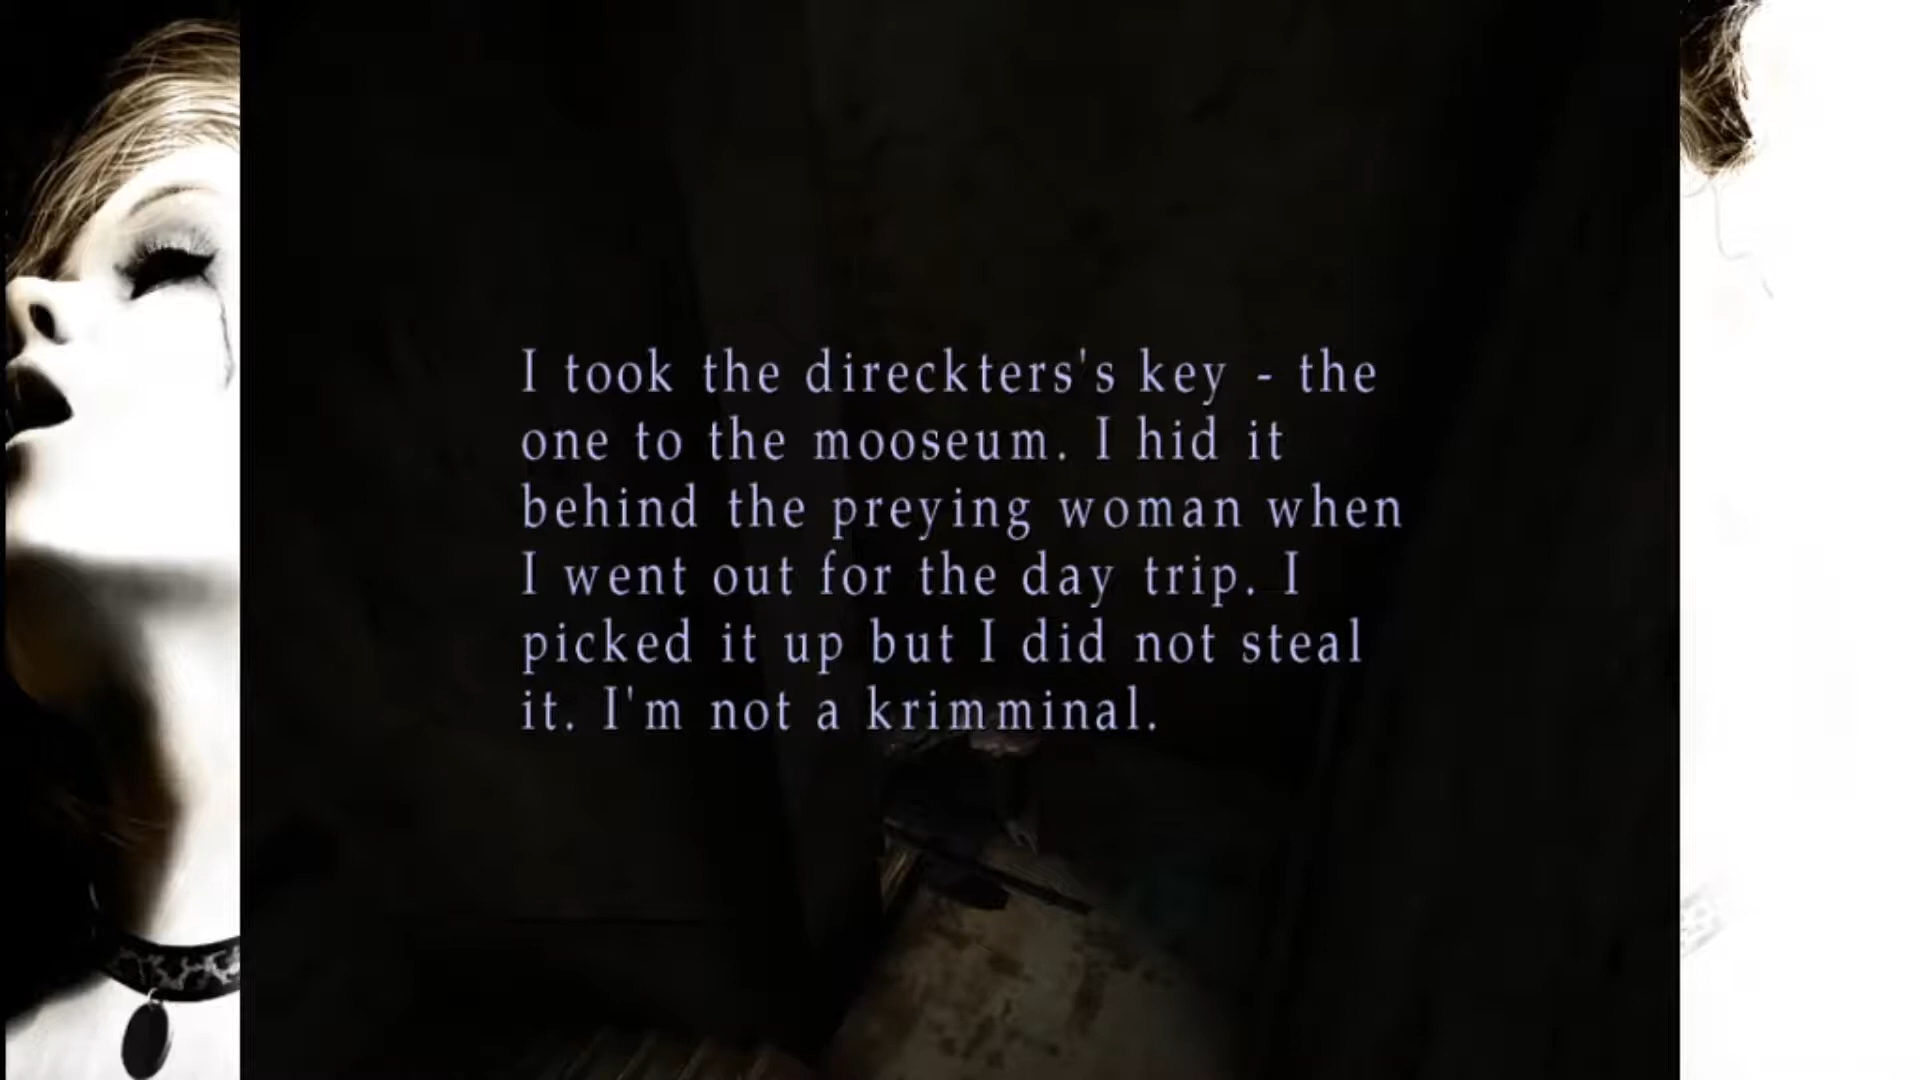 I took the direckters's key - the
one to the mooseum. I hid it
behind the preying woman when
I went out for the day trip. I
picked it up but I did not steal
it. I'm not a krimminal.